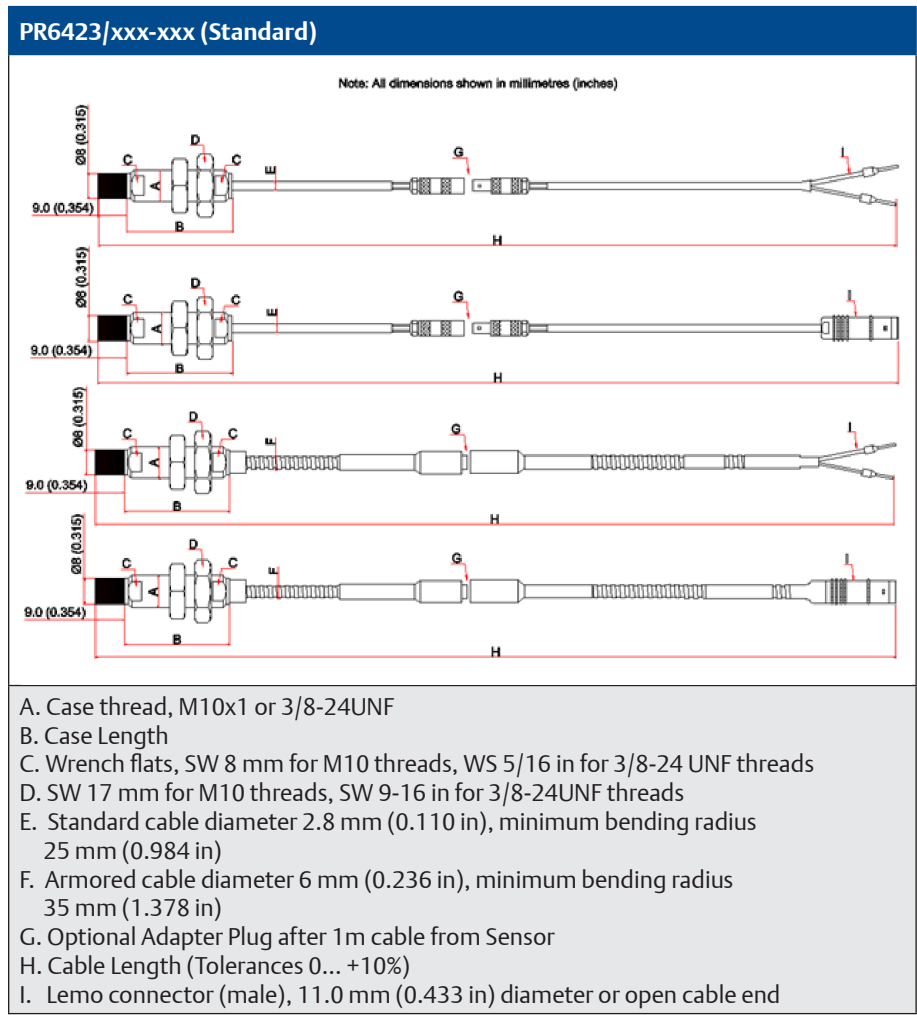 PR6423/xxx-xxx (Standard)
Note: All dimensions shown in millimetres (inches)
Ø8 (0.315)
C
A
D
C
E
G
I
9.0 (0.354)
B
H
Ø8 (0.315)
C
A
D
C
E
G
I
9.0 (0.354)
B
H
Ø8 (0.315)
C
A
D
C
F
G
I
9.0 (0.354)
B
H
Ø8 (0.315)
C
A
D
C
F
G
I
9.0 (0.354)
B
H
A. Case thread, M10x1 or 3/8-24UNF
B. Case Length
C. Wrench flats, SW 8 mm for M10 threads, WS 5/16 in for 3/8-24 UNF threads
D. SW 17 mm for M10 threads, SW 9-16 in for 3/8-24UNF threads
E. Standard cable diameter 2.8 mm (0.110 in), minimum bending radius
25 mm (0.984 in)
F. Armored cable diameter 6 mm (0.236 in), minimum bending radius
35 mm (1.378 in)
G. Optional Adapter Plug after 1m cable from Sensor
H. Cable Length (Tolerances 0... +10%)
I. Lemo connector (male), 11.0 mm (0.433 in) diameter or open cable end